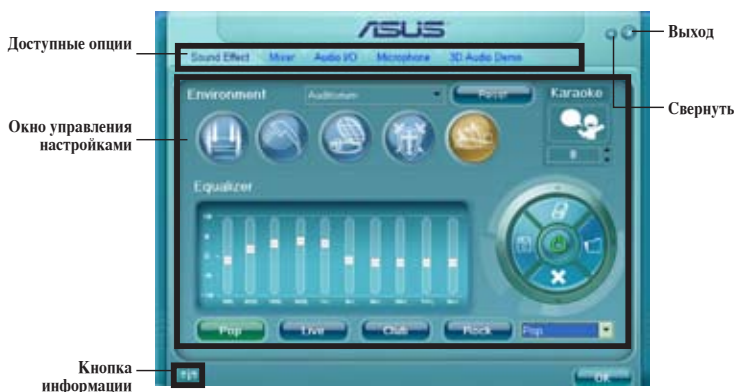 ASUS
Доступные опции
Sound Effect Mixer Audio I/O Microphone 3D Audio Demo
Выход
Свернуть
Окно управления
настройками
Environment Auditorium Reset Karaoke
0
Equalizer
Pop Live Club Rock Pop
Кнопка
информации
OK